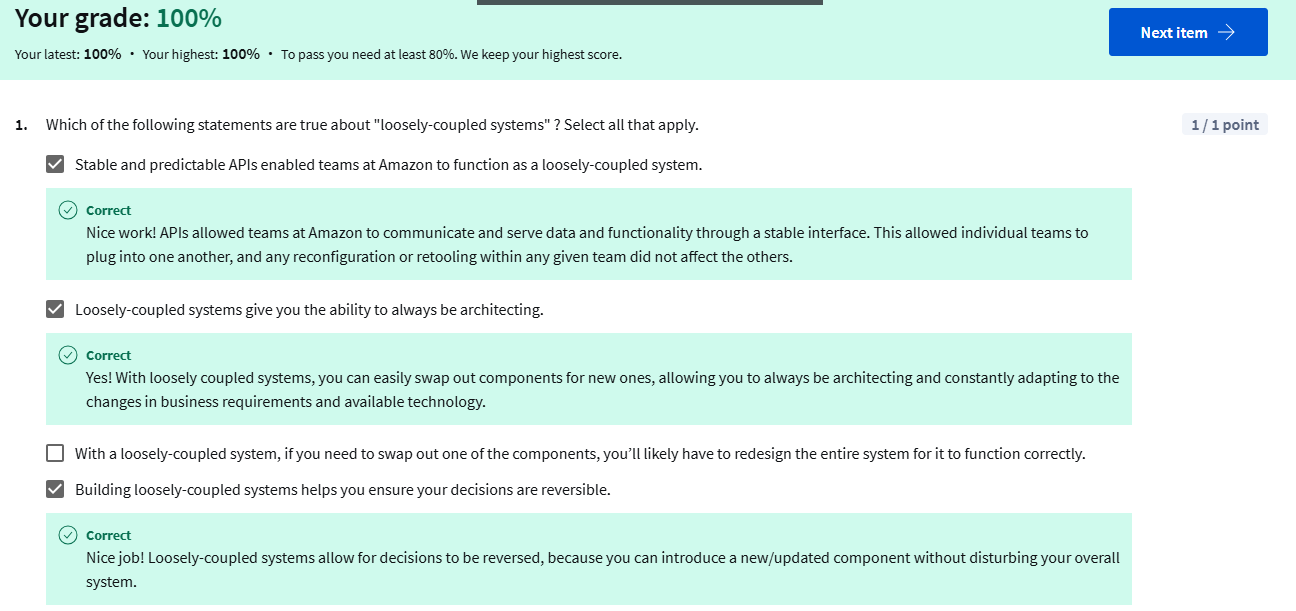 Your grade: 100%
Next item →
Your latest: 100% • Your highest: 100% • To pass you need at least 80%. We keep your highest score.
1. Which of the following statements are true about "loosely-coupled systems" ? Select all that apply.
1 / 1 point
Stable and predictable APIs enabled teams at Amazon to function as a loosely-coupled system.
Correct
Nice work! APIs allowed teams at Amazon to communicate and serve data and functionality through a stable interface. This allowed individual teams to
plug into one another, and any reconfiguration or retooling within any given team did not affect the others.
Loosely-coupled systems give you the ability to always be architecting.
Correct
Yes! With loosely coupled systems, you can easily swap out components for new ones, allowing you to always be architecting and constantly adapting to the
changes in business requirements and available technology.
With a loosely-coupled system, if you need to swap out one of the components, you’ll likely have to redesign the entire system for it to function correctly.
Building loosely-coupled systems helps you ensure your decisions are reversible.
Correct
Nice job! Loosely-coupled systems allow for decisions to be reversed, because you can introduce a new/updated component without disturbing your overall
system.